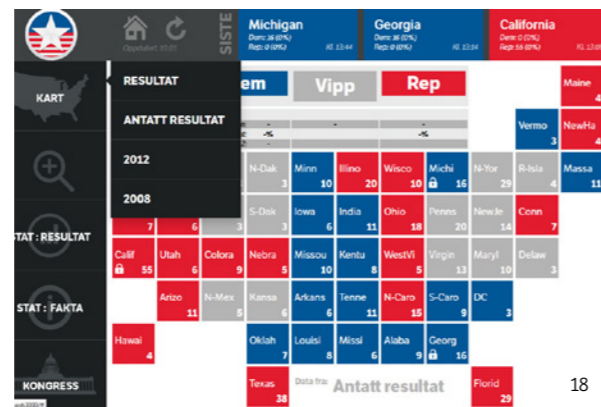 SISTE
Michigan
Dem: 16 (0%)
Rep: 0 (0%)
Kl. 13:44
Georgia
Dem: 16 (0%)
Rep: 0 (0%)
California
Dem: 0 (0%)
Rep: 55 (0%)
KART
STAT : RESULTAT
STAT : FAKTA
KONGRESS
RESULTAT
ANTATT RESULTAT
2012
2008
em
Vipp
Rep
Maine
4
Vermo
3
NewHa
4
N-Dak
3
Minn
10
Illino
20
Wisco
10
Michi
16
N-Yor
29
R-Isla
4
Massa
11
7
6
3
S-Dak
3
Iowa
6
India
11
Ohio
18
Penns
20
NewJe
14
Conn
7
Calif
55
Utah
6
Colora
9
Nebra
5
Missou
10
Kentu
8
WestVi
5
Virgin
13
Maryl
10
Delaw
3
Arizo
11
N-Mex
5
Kansa
6
Arkans
6
Tenne
11
N-Caro
15
S-Caro
9
DC
3
Hawai
4
Oklah
7
Louisi
8
Missi
6
Alaba
9
Georg
16
Texas
38
Data fra:
Antatt resultat
Florid
29
18